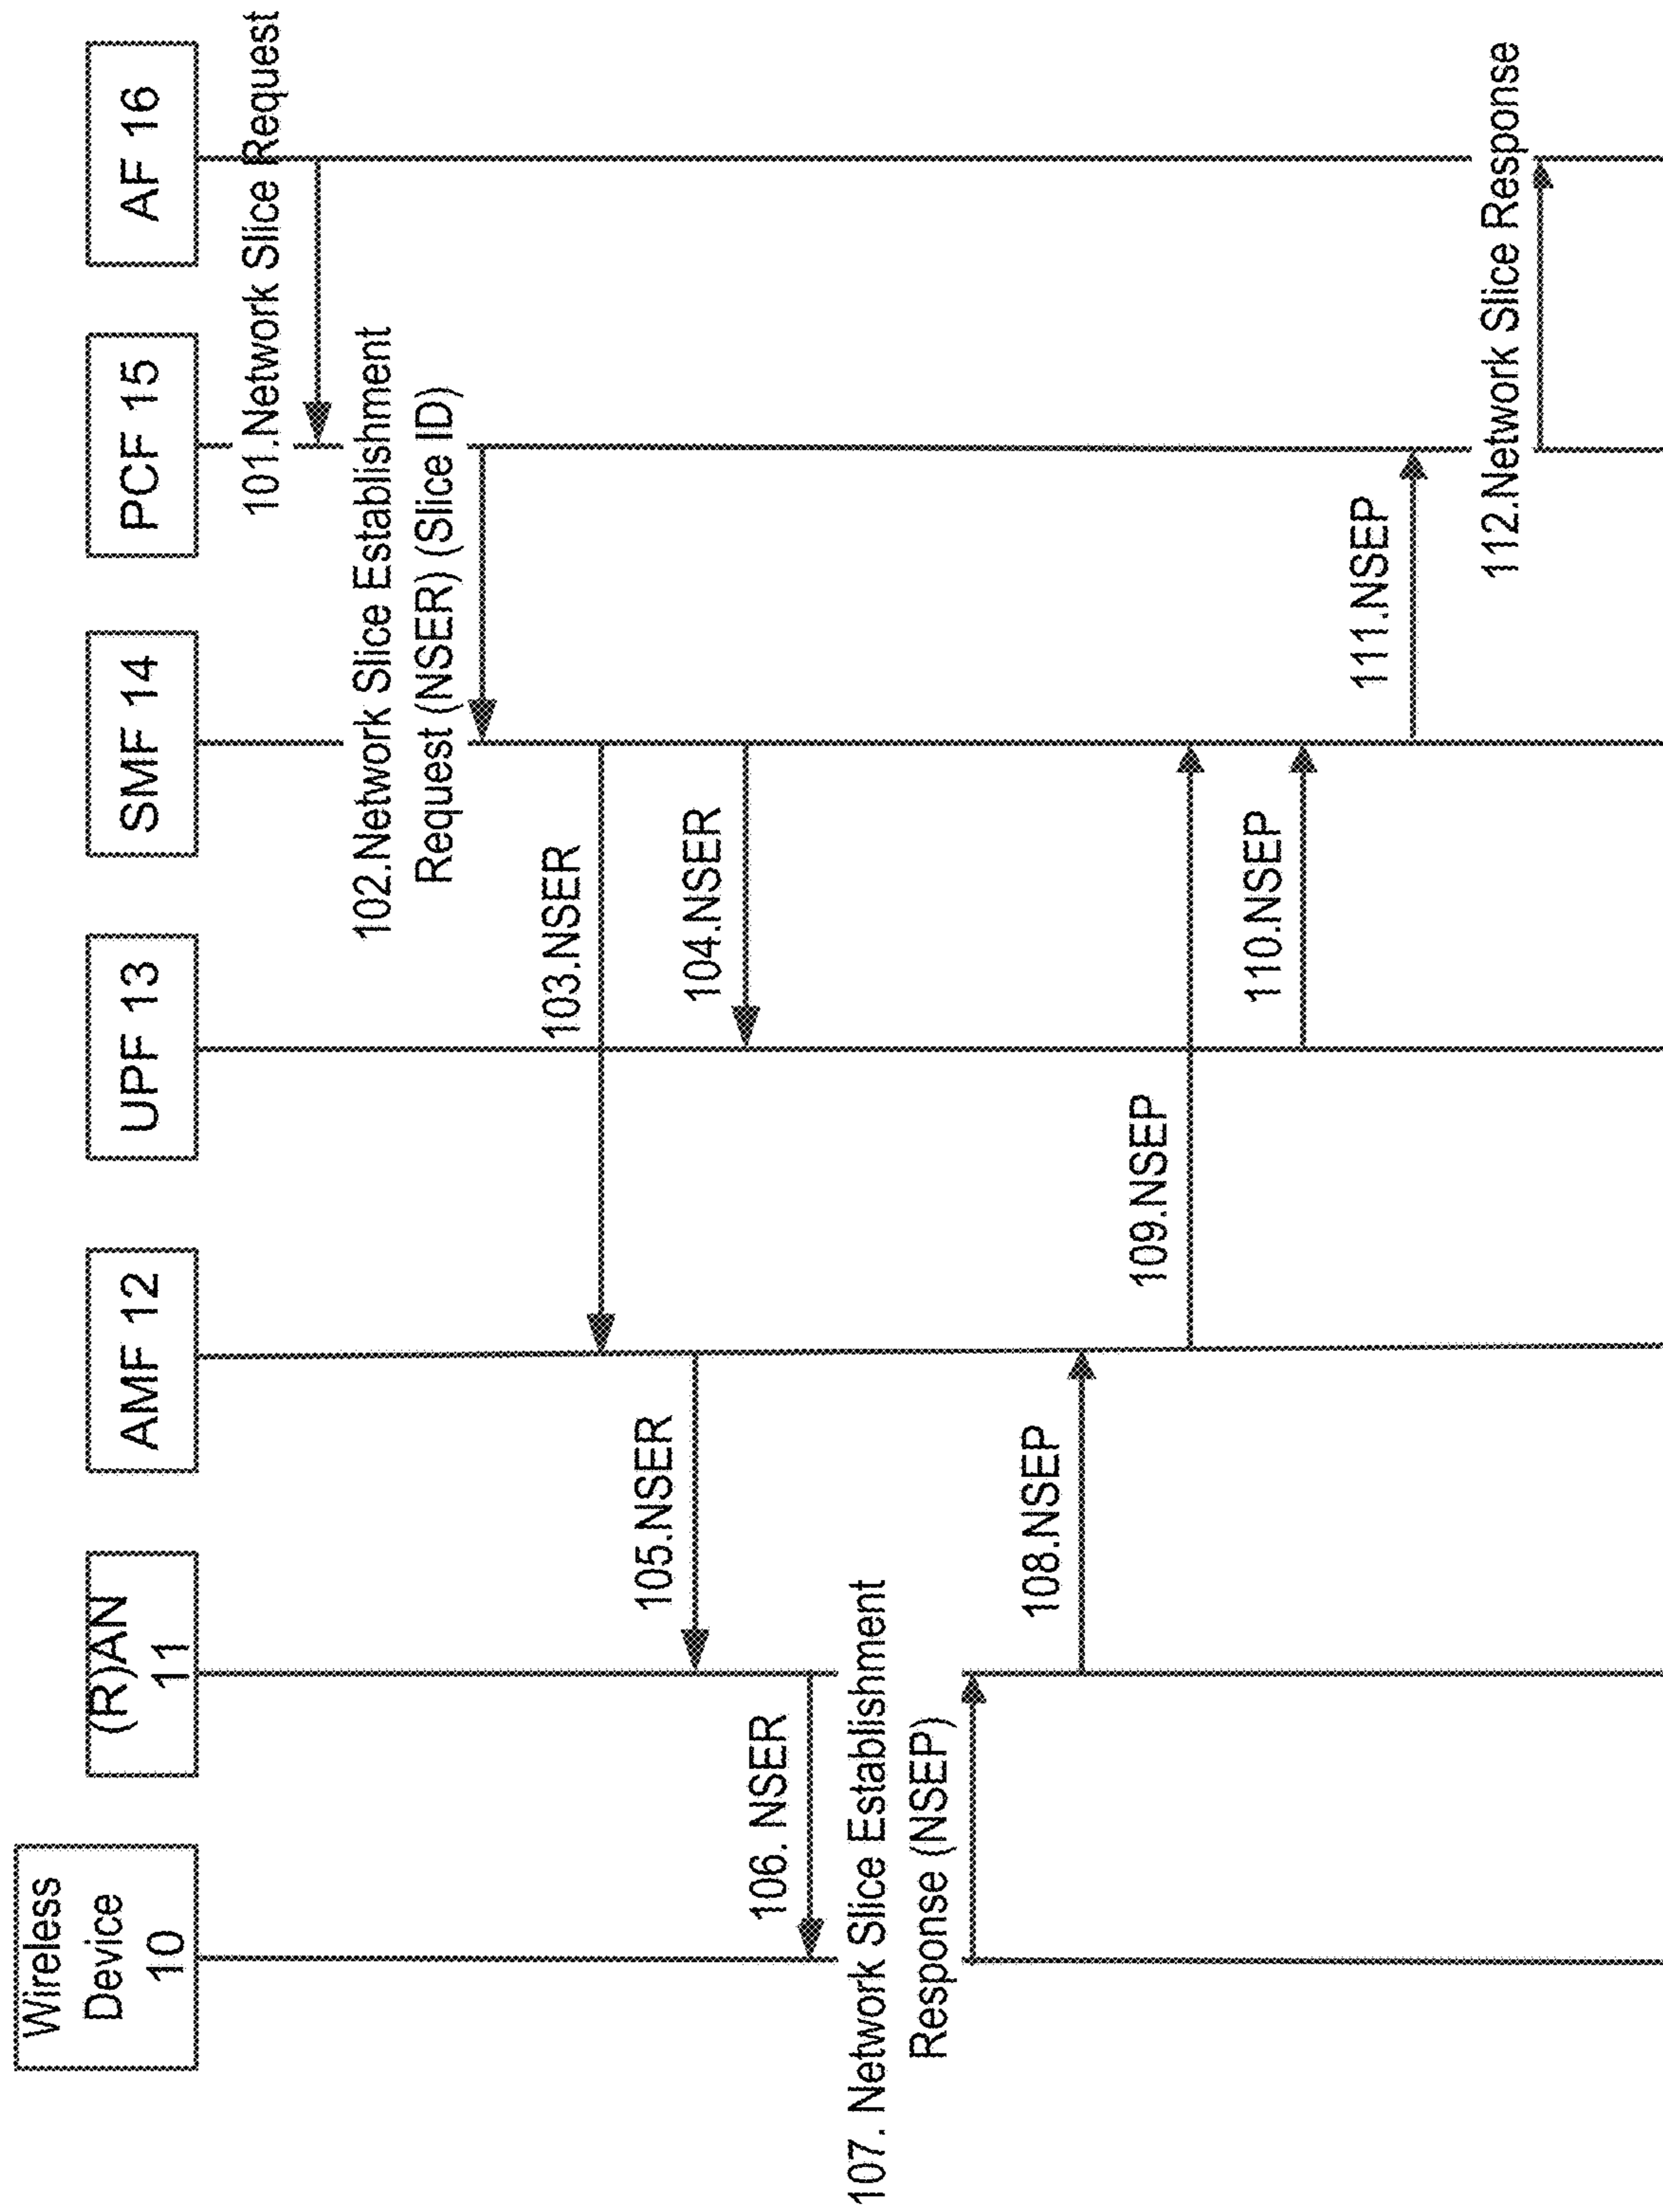 Wireless
Device
10
(R)AN
11
AMF 12
UPF 13
SMF 14
PCF 15
AF 16
101.Network Slice Request
102.Network Slice Establishment
Request (NSER) (Slice ID)
103.NSER
104.NSER
105.NSER
106. NSER
107. Network Slice Establishment
Response (NSEP)
108.NSEP
109.NSEP
110.NSEP
111.NSEP
112.Network Slice Response